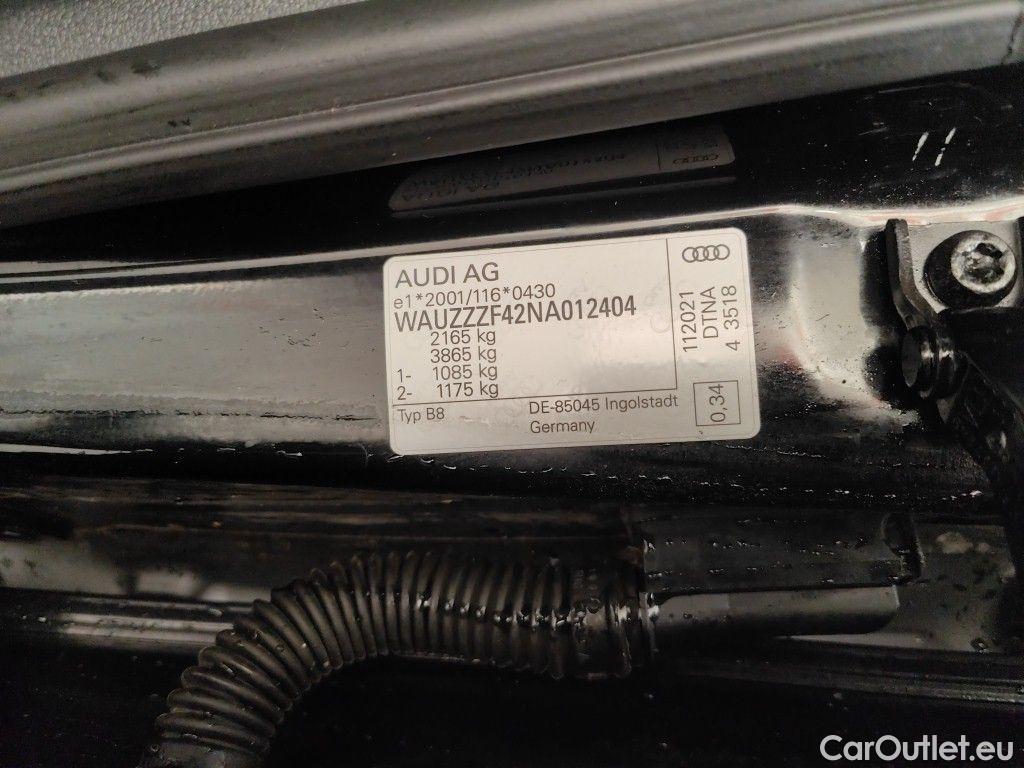 AUDI AG
e1*2001/116*0430
WAUZZZF42NA012404
2165 kg
3865 kg
1- 1085 kg
2- 1175 kg
Typ B8
DE-85045 Ingolstadt
Germany
112021
DTNA
4 3518
0,34
CarOutlet.eu